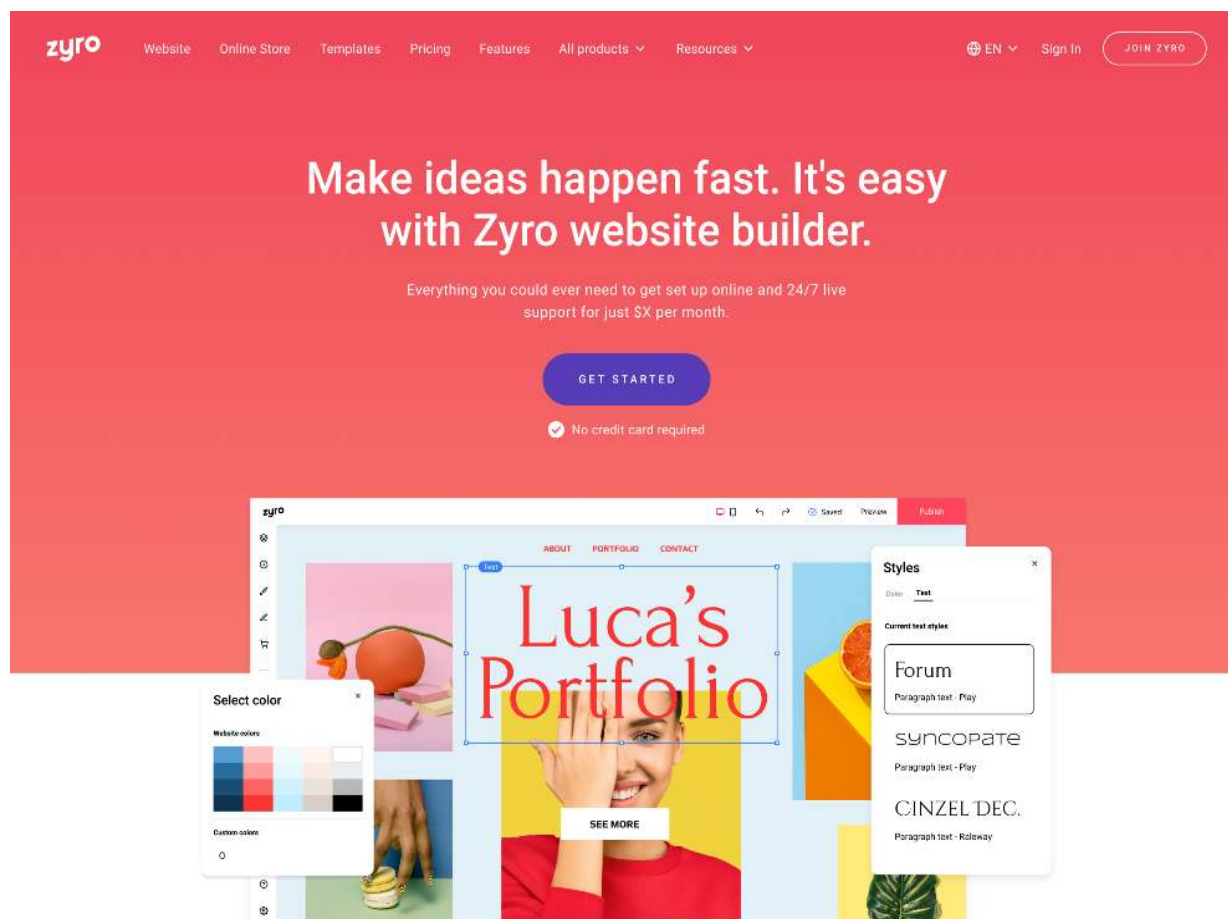 zyro
Website Online Store Templates Pricing Features All products Resources EN Sign In JOIN ZYRO
Make ideas happen fast. It's easy
with Zyro website builder.
Everything you could ever need to get set up online and 24/7 live
support for just $X per month.
GET STARTED
No credit card required
zyro
Saved Preview Publish
ABOUT PORTFOLIO CONTACT
Text
Luca's
Portfolio
SEE MORE
Select color
Website colors
Custom colors
Styles
Color Text
Current text styles
Forum
Paragraph text - Play
syncopate
Paragraph text - Play
CINZEL DEC.
Paragraph text - Raleway